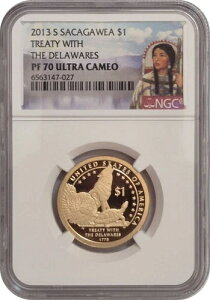 2013 S SACAGAWEA $1
TREATY WITH
THE DELAWARES
PF 70 ULTRA CAMEO
6563147-027
NGC
UNITED STATES OF AMERICA
$1
TREATY WITH
THE DELAWARES
1778